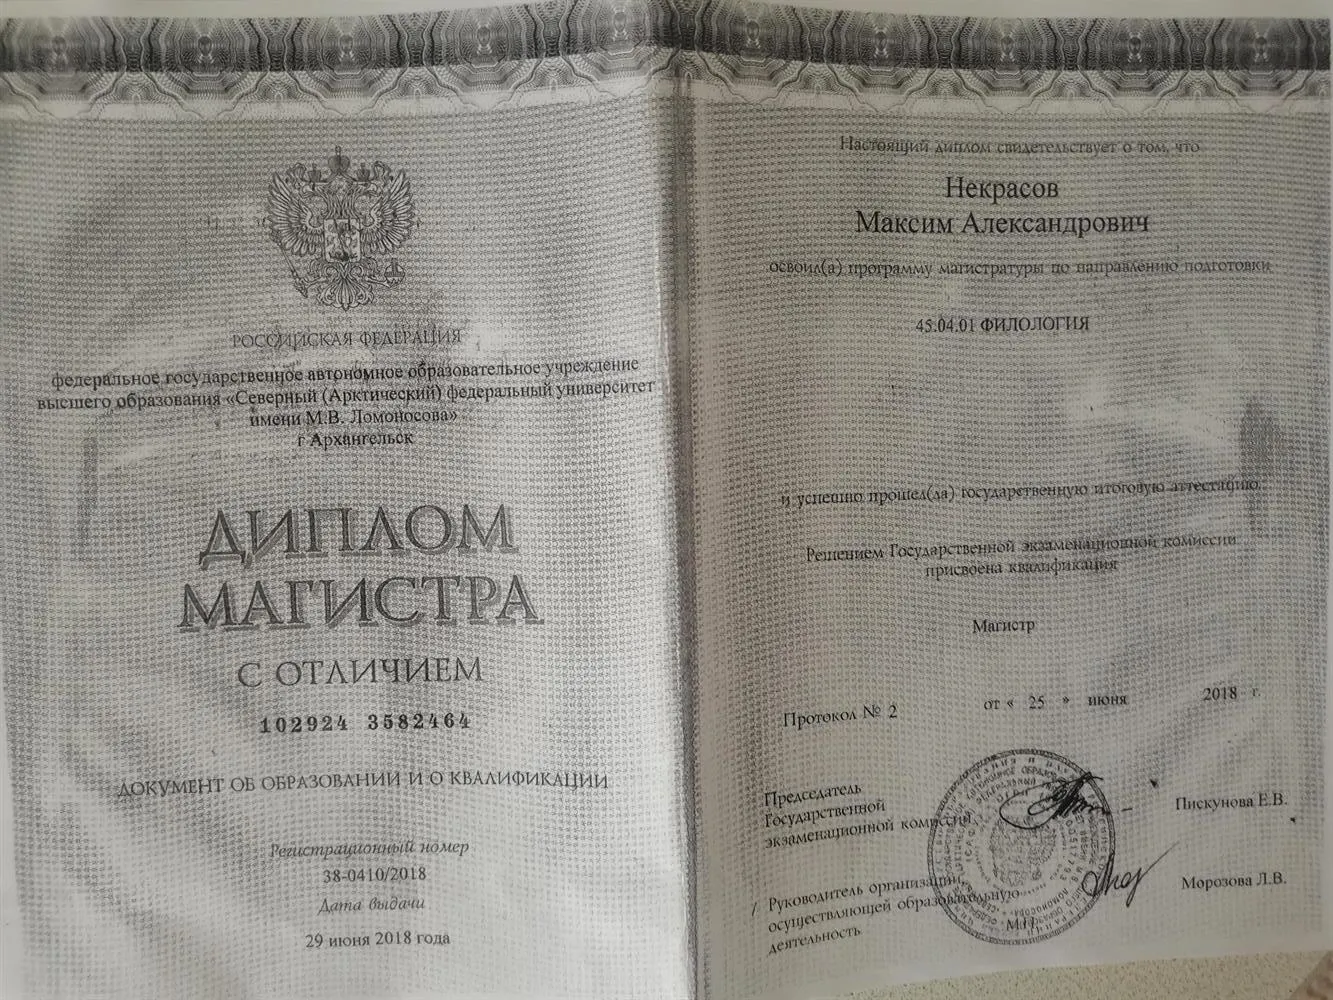 РОССИЙСКАЯ ФЕДЕРАЦИЯ
федеральное государственное автономное образовательное учреждение
высшего образования «Северный (Арктический) федеральный университет
имени М.В. Ломоносова»
г Архангельск
ДИПЛОМ
МАГИСТРА
С ОТЛИЧИЕМ
102924 3582464
ДОКУМЕНТ ОБ ОБРАЗОВАНИИ И О КВАЛИФИКАЦИИ
Регистрационный номер
38-0410/2018
Дата выдачи
29 июня 2018 года
Настоящий диплом свидетельствует о том, что
Некрасов
Максим Александрович
освоил(а) программу магистратуры по направлению подготовки
45.04.01 ФИЛОЛОГИЯ
и успешно прошел(ла) государственную итоговую аттестацию.
Решением Государственной экзаменационной комиссии
присвоена квалификация
Магистр
Протокол № 2 от « 25 » июня 2018 г.
Председатель
Государственной
экзаменационной комиссии
Пискунова Е.В.
/ Руководитель организации,
осуществляющей образовательную
деятельность
Морозова Л.В.
М.П.